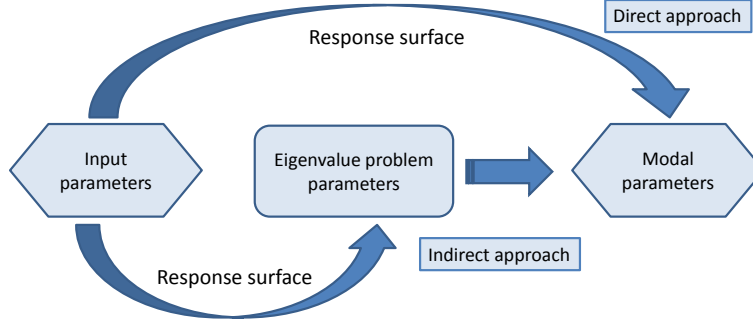 Direct approach
Response surface
Input
parameters
Eigenvalue problem
parameters
Modal
parameters
Indirect approach
Response surface